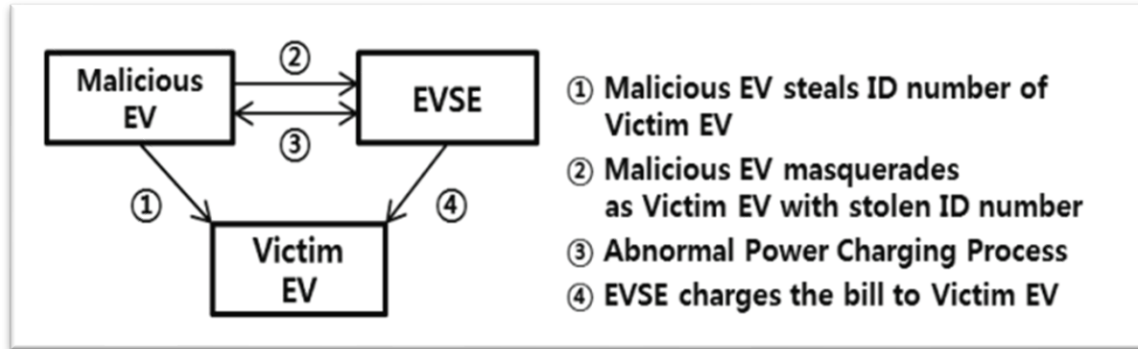 Malicious
EV
②
EVSE
③
①
④
Victim
EV
① Malicious EV steals ID number of
Victim EV
② Malicious EV masquerades
as Victim EV with stolen ID number
③ Abnormal Power Charging Process
④ EVSE charges the bill to Victim EV